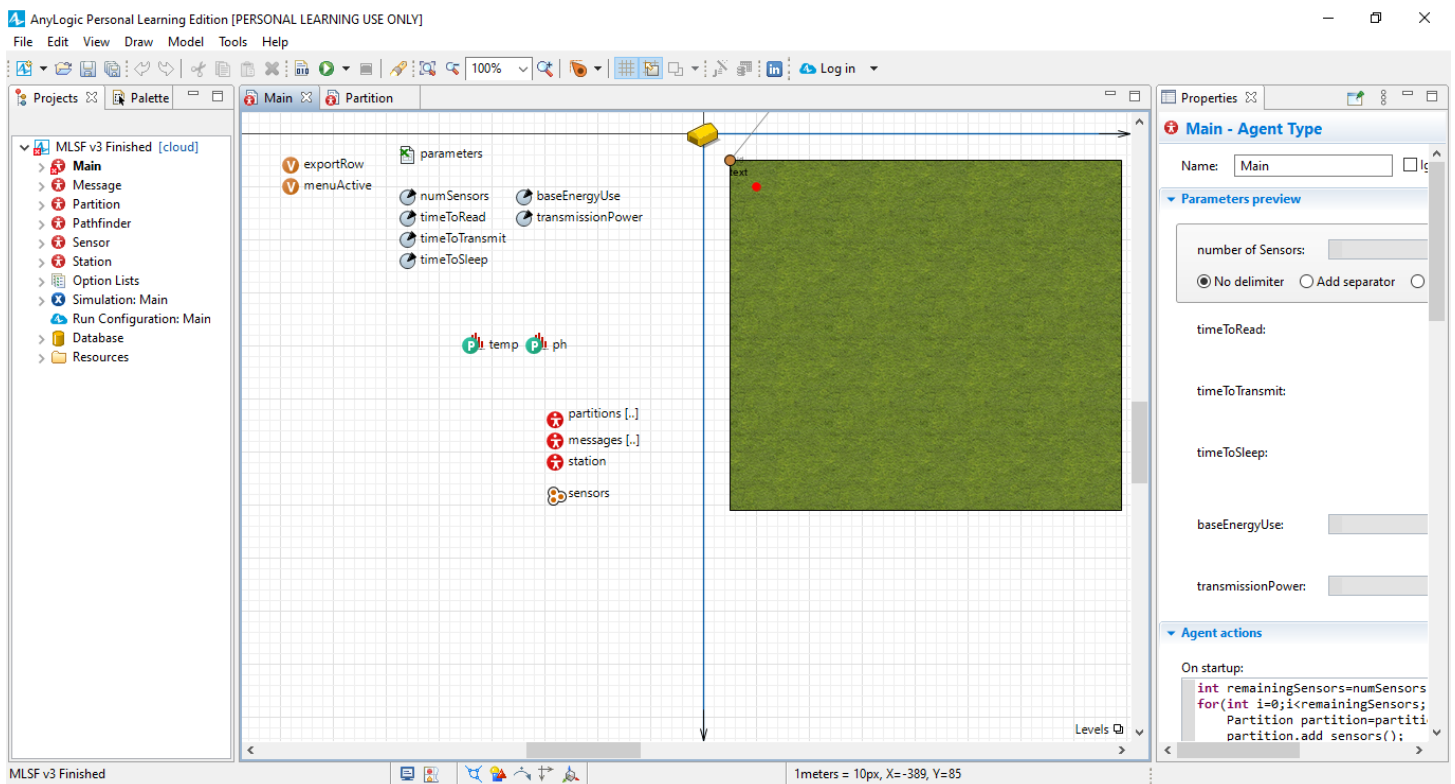 AnyLogic Personal Learning Edition [PERSONAL LEARNING USE ONLY]
File Edit View Draw Model Tools Help
100%
Log in
Projects
Palette
Main
Partition
Properties
MLSF v3 Finished [cloud]
Main
Message
Partition
Pathfinder
Sensor
Station
Option Lists
Simulation: Main
Run Configuration: Main
Database
Resources
exportRow
menuActive
parameters
numSensors
baseEnergyUse
timeToRead
transmissionPower
timeToTransmit
timeToSleep
temp
ph
partitions [..]
messages [..]
station
sensors
text
Levels
Main - Agent Type
Name:
Main
Ig
Parameters preview
number of Sensors:
No delimiter
Add separator
timeToRead:
timeToTransmit:
timeToSleep:
baseEnergyUse:
transmissionPower:
Agent actions
On startup:
int remainingSensors=numSensors
for(int i=0;i<remainingSensors;
Partition partition=partiti
partition.add_sensors();
MLSF v3 Finished
1meters = 10px, X=-389, Y=85